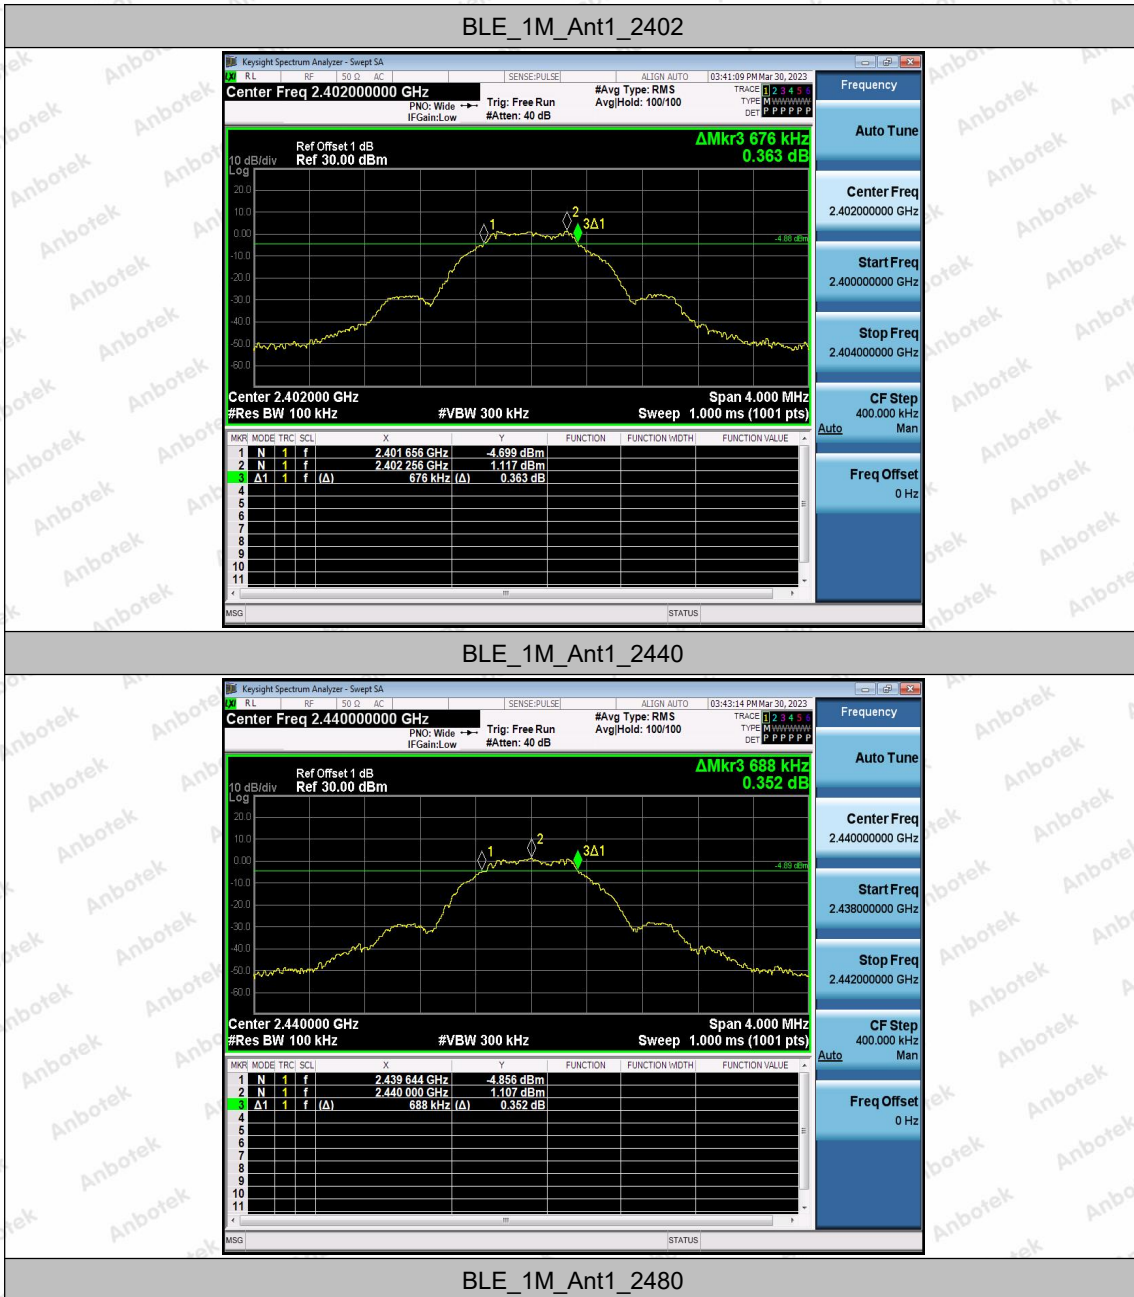 BLE_1M_Ant1_2402
Keysight Spectrum Analyzer - Swept SA
RL RF 50 Ω AC SENSE:PULSE ALIGN AUTO 03:41:09 PM Mar 30, 2023
Center Freq 2.402000000 GHz #Avg Type: RMS TRACE 1 2 3 4 5 6
PNO: Wide Trig: Free Run Avg|Hold: 100/100 TYPE M WWWWW
IFGain:Low #Atten: 40 dB DET P P P P P P
Frequency
Auto Tune
Center Freq
2.402000000 GHz
Start Freq
2.400000000 GHz
Stop Freq
2.404000000 GHz
CF Step
400.000 kHz
Auto Man
Freq Offset
0 Hz
ΔMkr3 676 kHz
0.363 dB
Ref Offset 1 dB
10 dB/div Ref 30.00 dBm
Log
20.0
10.0
0.00
-10.0
-20.0
-30.0
-40.0
-50.0
-60.0
1
2
3Δ1
-4.88 dBm
Center 2.402000 GHz Span 4.000 MHz
#Res BW 100 kHz #VBW 300 kHz Sweep 1.000 ms (1001 pts)
MKR MODE TRC SCL X Y FUNCTION FUNCTION WIDTH FUNCTION VALUE
1 N 1 f 2.401 656 GHz -4.699 dBm
2 N 1 f 2.402 256 GHz 1.117 dBm
3 Δ1 1 f (Δ) 676 kHz (Δ) 0.363 dB
4
5
6
7
8
9
10
11
MSG STATUS
BLE_1M_Ant1_2440
Keysight Spectrum Analyzer - Swept SA
RL RF 50 Ω AC SENSE:PULSE ALIGN AUTO 03:43:14 PM Mar 30, 2023
Center Freq 2.440000000 GHz #Avg Type: RMS TRACE 1 2 3 4 5 6
PNO: Wide Trig: Free Run Avg|Hold: 100/100 TYPE M WWWWW
IFGain:Low #Atten: 40 dB DET P P P P P P
Frequency
Auto Tune
Center Freq
2.440000000 GHz
Start Freq
2.438000000 GHz
Stop Freq
2.442000000 GHz
CF Step
400.000 kHz
Auto Man
Freq Offset
0 Hz
ΔMkr3 688 kHz
0.352 dB
Ref Offset 1 dB
10 dB/div Ref 30.00 dBm
Log
20.0
10.0
0.00
-10.0
-20.0
-30.0
-40.0
-50.0
-60.0
1
2
3Δ1
-4.89 dBm
Center 2.440000 GHz Span 4.000 MHz
#Res BW 100 kHz #VBW 300 kHz Sweep 1.000 ms (1001 pts)
MKR MODE TRC SCL X Y FUNCTION FUNCTION WIDTH FUNCTION VALUE
1 N 1 f 2.439 644 GHz -4.856 dBm
2 N 1 f 2.440 000 GHz 1.107 dBm
3 Δ1 1 f (Δ) 688 kHz (Δ) 0.352 dB
4
5
6
7
8
9
10
11
MSG STATUS
BLE_1M_Ant1_2480